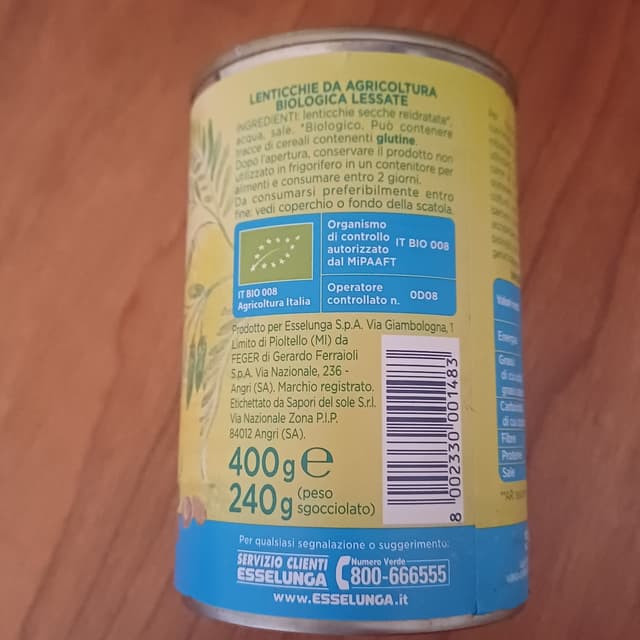 LENTICCHIE DA AGRICOLTURA
BIOLOGICA LESSATE
INGREDIENTI: lenticchie secche reidratate*,
acqua, sale. *Biologico. Può contenere
tracce di cereali contenenti glutine.
Dopo l'apertura, conservare il prodotto non
utilizzato in frigorifero in un contenitore per
alimenti e consumare entro 2 giorni.
Da consumarsi preferibilmente entro
fine: vedi coperchio o fondo della scatola.
Organismo
di controllo
autorizzato
dal MiPAAFT
IT BIO 008
IT BIO 008
Agricoltura Italia
Operatore
controllato n.
OD08
Prodotto per Esselunga S.p.A. Via Giambologna, 1
Limito di Pioltello (MI) da
FEGER di Gerardo Ferraioli
S.p.A. Via Nazionale, 236 -
Angri (SA). Marchio registrato.
Etichettato da Sapori del sole S.r.l.
Via Nazionale Zona P.I.P.
84012 Angri (SA).
400g e
240g (peso
sgocciolato)
8 002330 001483
Per qualsiasi segnalazione o suggerimento:
SERVIZIO CLIENTI
ESSELUNGA
Numero Verde
800-666555
www.ESSELUNGA.it
Valori
Energia
Grassi
di cui
Fibre
Proteine
Sale